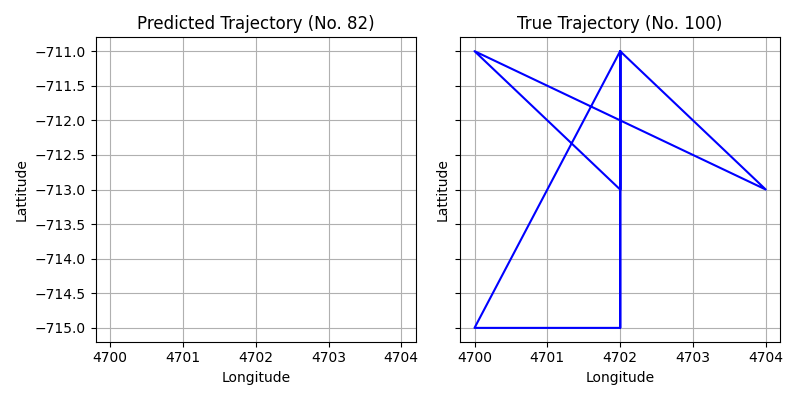 Predicted Trajectory (No. 82)
−711.0
−711.5
−712.0
−712.5
−713.0
−713.5
−714.0
−714.5
−715.0
Lattitude
4700 4701 4702 4703 4704
Longitude
True Trajectory (No. 100)
Lattitude
4700 4701 4702 4703 4704
Longitude